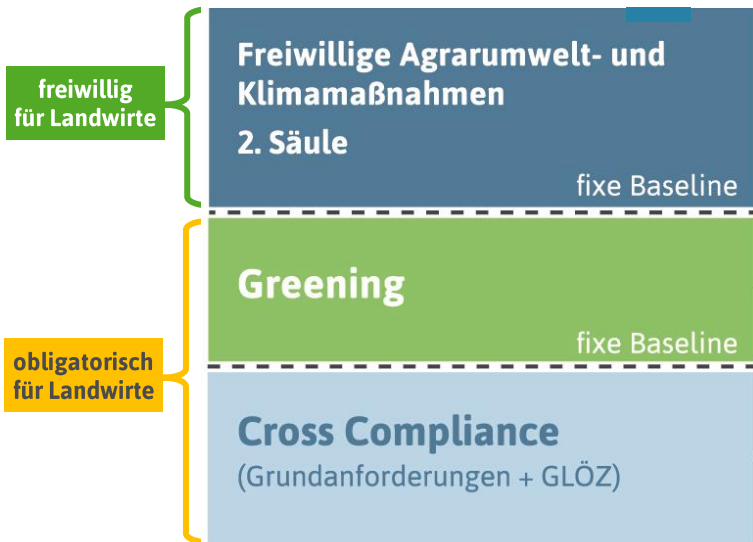 freiwillig
für Landwirte
Freiwillige Agrarumwelt- und
Klimamaßnahmen
2. Säule
fixe Baseline
Greening
fixe Baseline
obligatorisch
für Landwirte
Cross Compliance
(Grundanforderungen + GLÖZ)